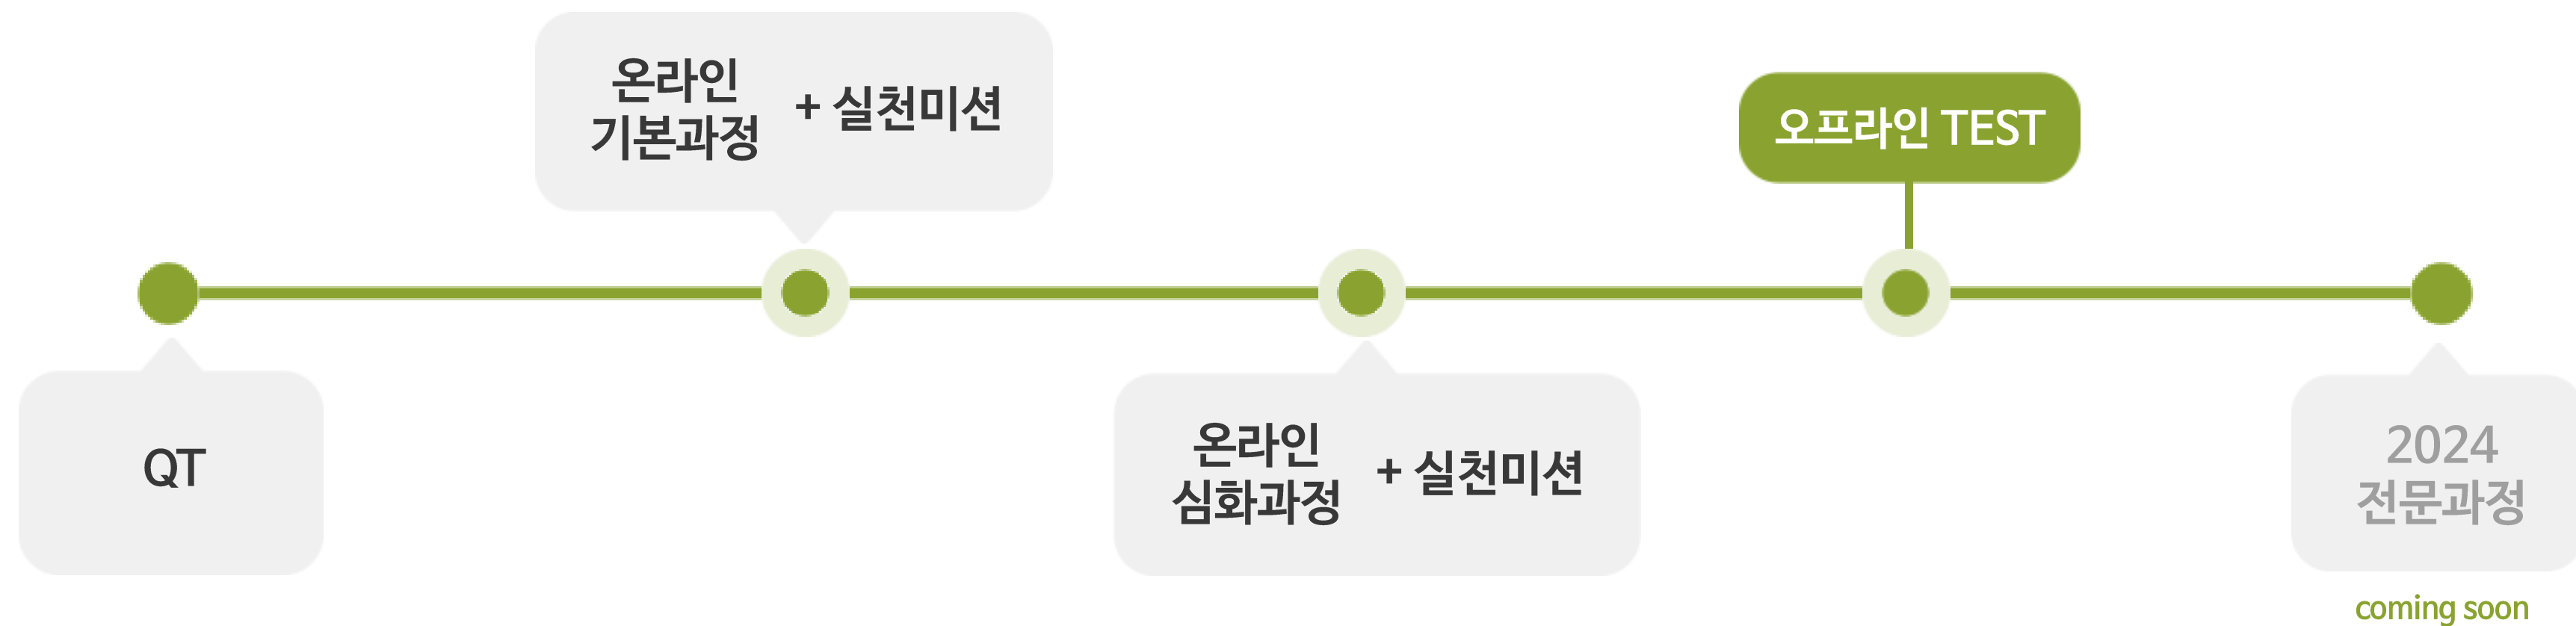 QT
온라인
기본과정
+ 실천미션
온라인
심화과정
+ 실천미션
오프라인 TEST
2024
전문과정
coming soon